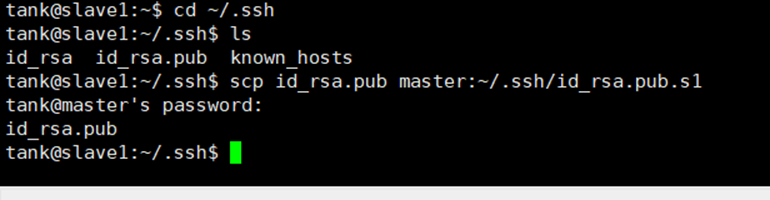 tank@slave1:~$ cd ~/.ssh
tank@slave1:~/.ssh$ ls
id_rsa  id_rsa.pub  known_hosts
tank@slave1:~/.ssh$ scp id_rsa.pub master:~/.ssh/id_rsa.pub.s1
tank@master's password:
id_rsa.pub
tank@slave1:~/.ssh$